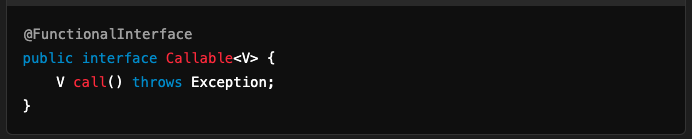 @FunctionalInterface
public interface Callable<V> {
    V call() throws Exception;
}